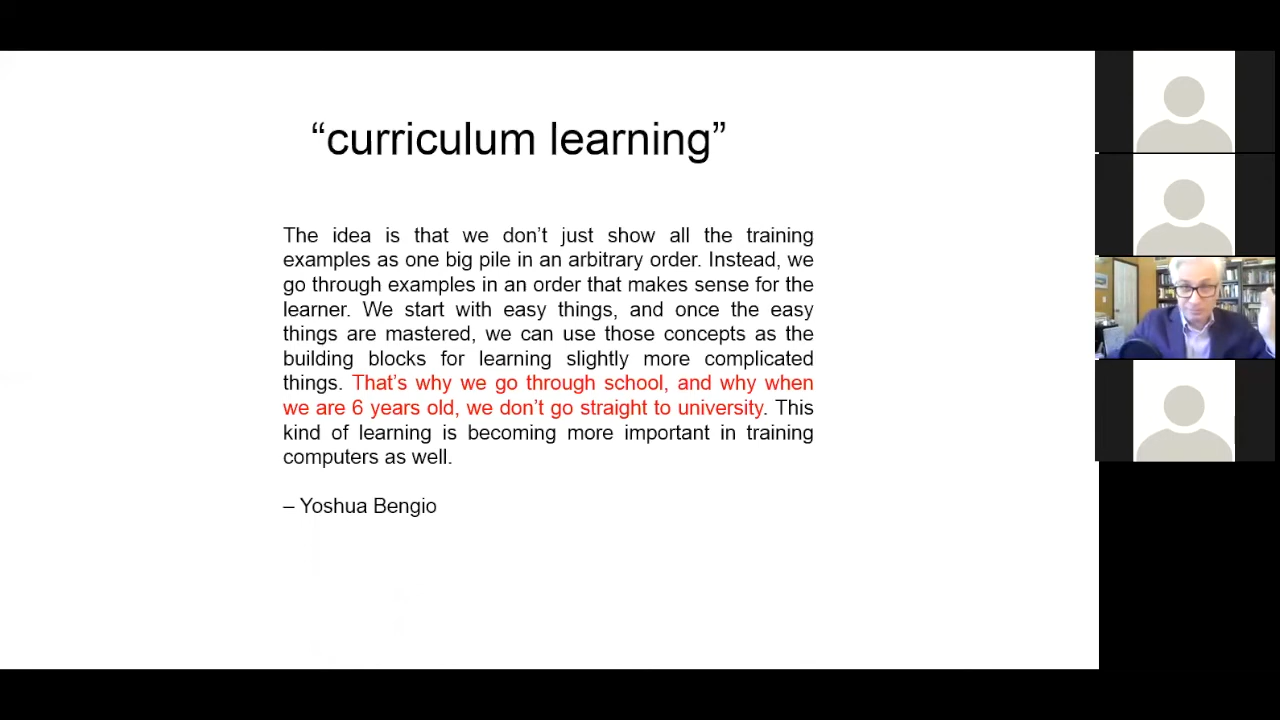 “curriculum learning”
The idea is that we don’t just show all the training
examples as one big pile in an arbitrary order. Instead, we
go through examples in an order that makes sense for the
learner. We start with easy things, and once the easy
things are mastered, we can use those concepts as the
building blocks for learning slightly more complicated
things. That’s why we go through school, and why when
we are 6 years old, we don’t go straight to university. This
kind of learning is becoming more important in training
computers as well.
– Yoshua Bengio